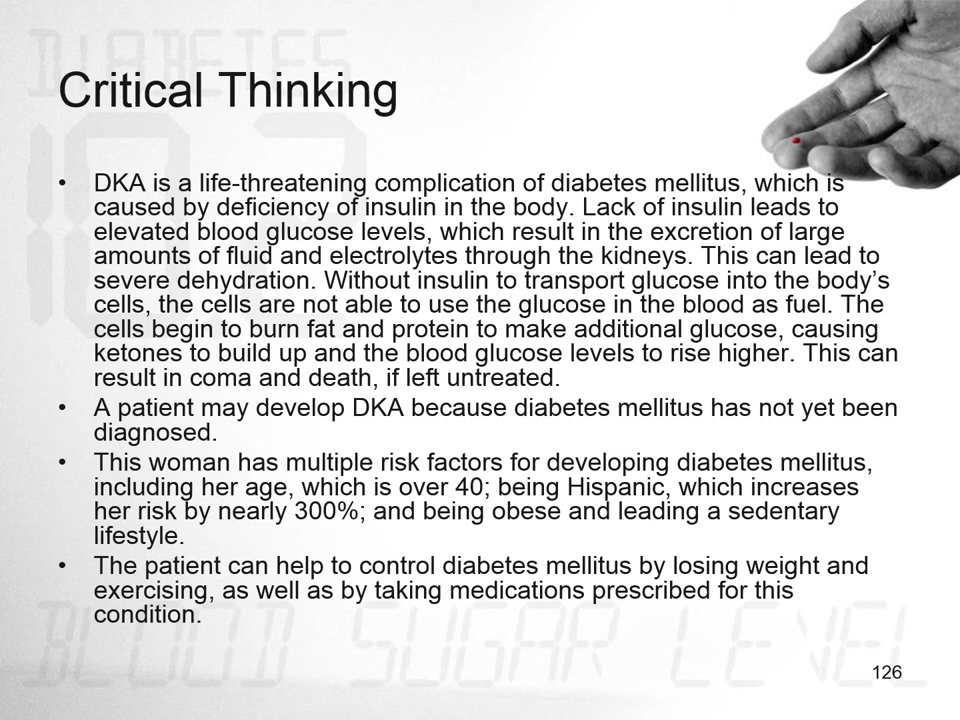 DIABETES
Critical Thinking
• DKA is a life-threatening complication of diabetes mellitus, which is
caused by deficiency of insulin in the body. Lack of insulin leads to
elevated blood glucose levels, which result in the excretion of large
amounts of fluid and electrolytes through the kidneys. This can lead to
severe dehydration. Without insulin to transport glucose into the body’s
cells, the cells are not able to use the glucose in the blood as fuel. The
cells begin to burn fat and protein to make additional glucose, causing
ketones to build up and the blood glucose levels to rise higher. This can
result in coma and death, if left untreated.
• A patient may develop DKA because diabetes mellitus has not yet been
diagnosed.
• This woman has multiple risk factors for developing diabetes mellitus,
including her age, which is over 40; being Hispanic, which increases
her risk by nearly 300%; and being obese and leading a sedentary
lifestyle.
• The patient can help to control diabetes mellitus by losing weight and
exercising, as well as by taking medications prescribed for this
condition.
BLOOD SUGAR LEVEL
126